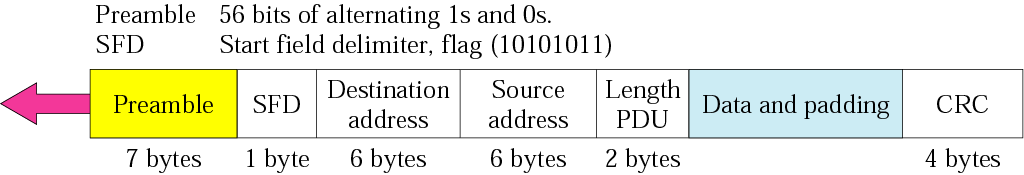 Preamble 56 bits of alternating 1s and 0s.
SFD Start field delimiter, flag (10101011)
Preamble SFD Destination address Source address Length PDU Data and padding CRC
7 bytes 1 byte 6 bytes 6 bytes 2 bytes 4 bytes